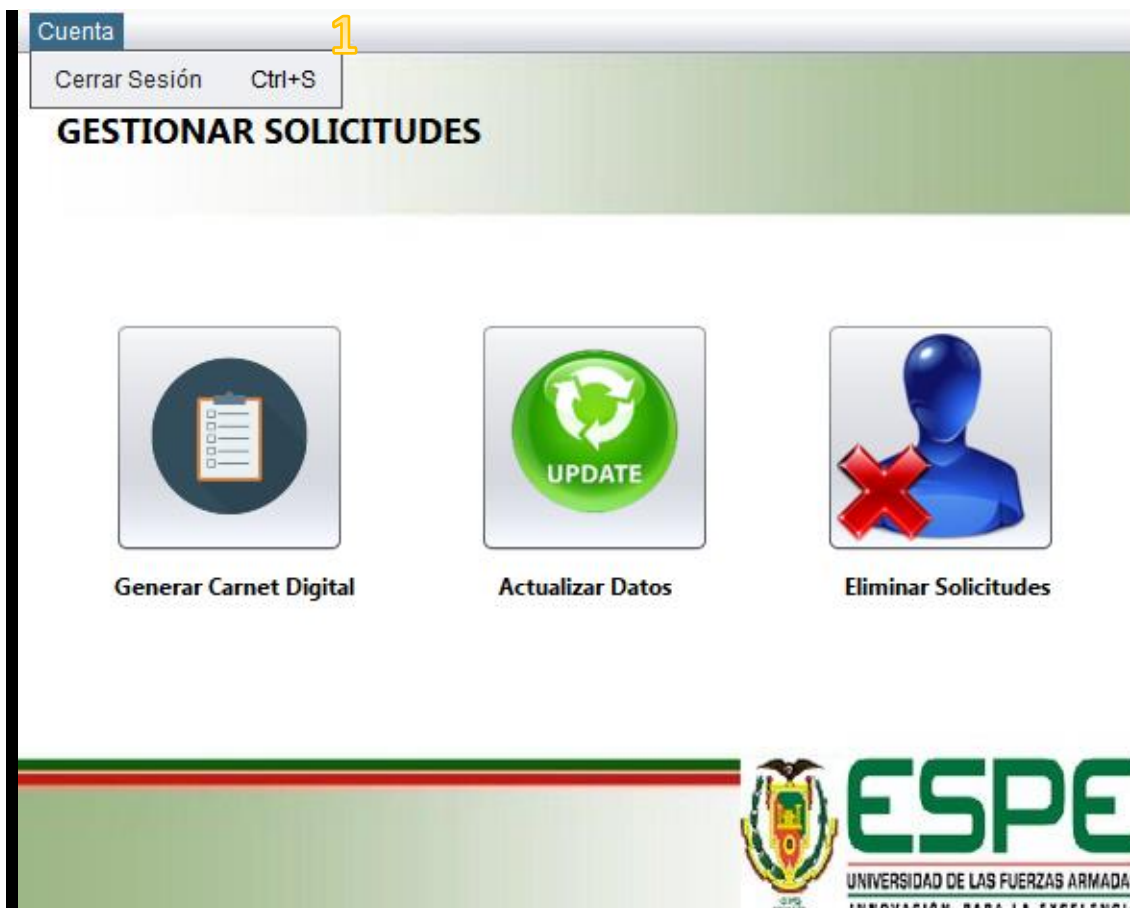 Cuenta
1
Cerrar Sesión Ctrl+S
GESTIONAR SOLICITUDES
UPDATE
Generar Carnet Digital
Actualizar Datos
Eliminar Solicitudes
ESPE
UNIVERSIDAD DE LAS FUERZAS ARMADA